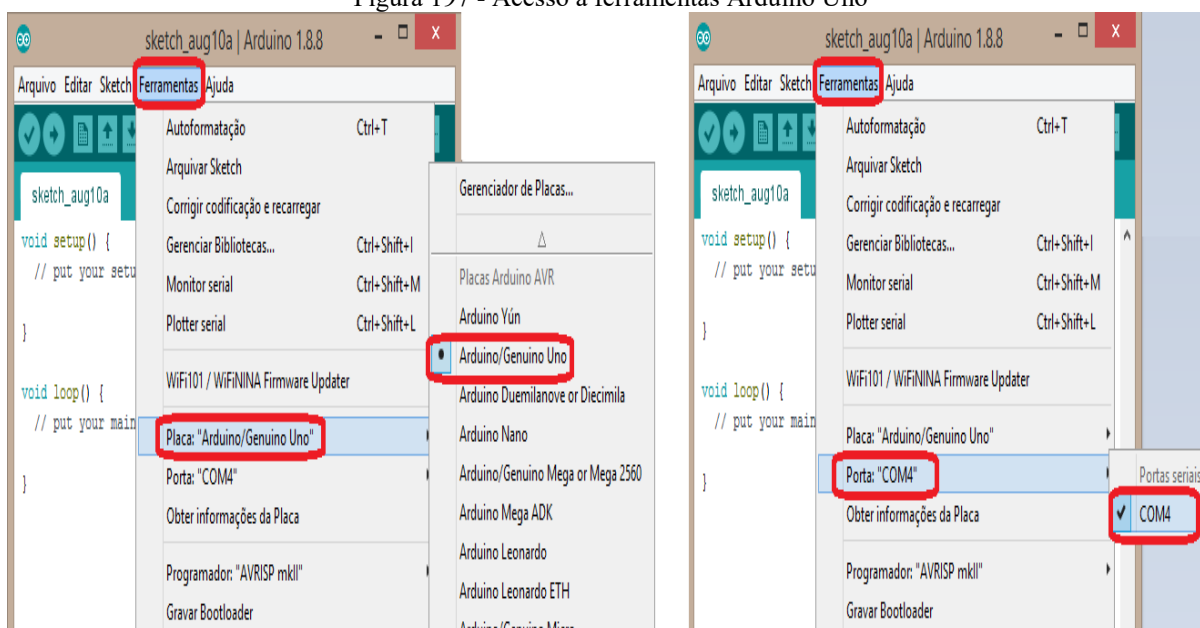 Figura 197 - Acesso a ferramentas Arduino Uno
sketch_aug10a | Arduino 1.8.8
Arquivo Editar Sketch Ferramentas Ajuda
Autoformatação Ctrl+T
Arquivar Sketch
sketch_aug10a
Corrigir codificação e recarregar
void setup() {
Gerenciar Bibliotecas... Ctrl+Shift+I
// put your setu
Monitor serial Ctrl+Shift+M
Plotter serial Ctrl+Shift+L
}
WiFi101 / WiFiNINA Firmware Updater
void loop() {
// put your main
Placa: "Arduino/Genuino Uno"
Porta: "COM4"
}
Obter informações da Placa
Programador: "AVRISP mkII"
Gravar Bootloader
Gerenciador de Placas...
Placas Arduino AVR
Arduino Yún
Arduino/Genuino Uno
Arduino Duemilanove or Diecimila
Arduino Nano
Arduino/Genuino Mega or Mega 2560
Arduino Mega ADK
Arduino Leonardo
Arduino Leonardo ETH
Arduino/Genuino Micro
sketch_aug10a | Arduino 1.8.8
Arquivo Editar Sketch Ferramentas Ajuda
Autoformatação Ctrl+T
Arquivar Sketch
sketch_aug10a
Corrigir codificação e recarregar
void setup() {
Gerenciar Bibliotecas... Ctrl+Shift+I
// put your setu
Monitor serial Ctrl+Shift+M
Plotter serial Ctrl+Shift+L
}
WiFi101 / WiFiNINA Firmware Updater
void loop() {
// put your main
Placa: "Arduino/Genuino Uno"
Porta: "COM4"
}
Obter informações da Placa
Programador: "AVRISP mkII"
Gravar Bootloader
Portas seriais
COM4